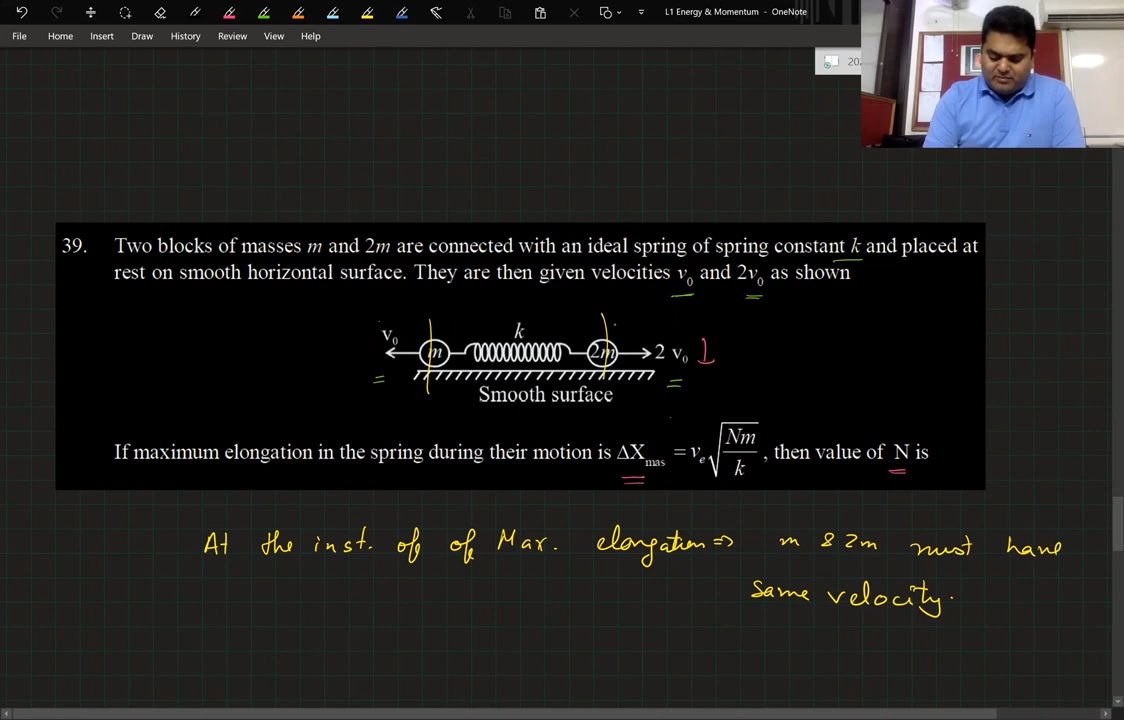 L1 Energy & Momentum - OneNote
File Home Insert Draw History Review View Help
39. Two blocks of masses m and 2m are connected with an ideal spring of spring constant k and placed at
rest on smooth horizontal surface. They are then given velocities v₀ and 2v₀ as shown
v₀ k
m 2m 2 v₀
Smooth surface
If maximum elongation in the spring during their motion is ΔX_mas = v_e √(Nm/k), then value of N is
At the inst. of of Max. elongation ⇒ m & 2m must have
same velocity.